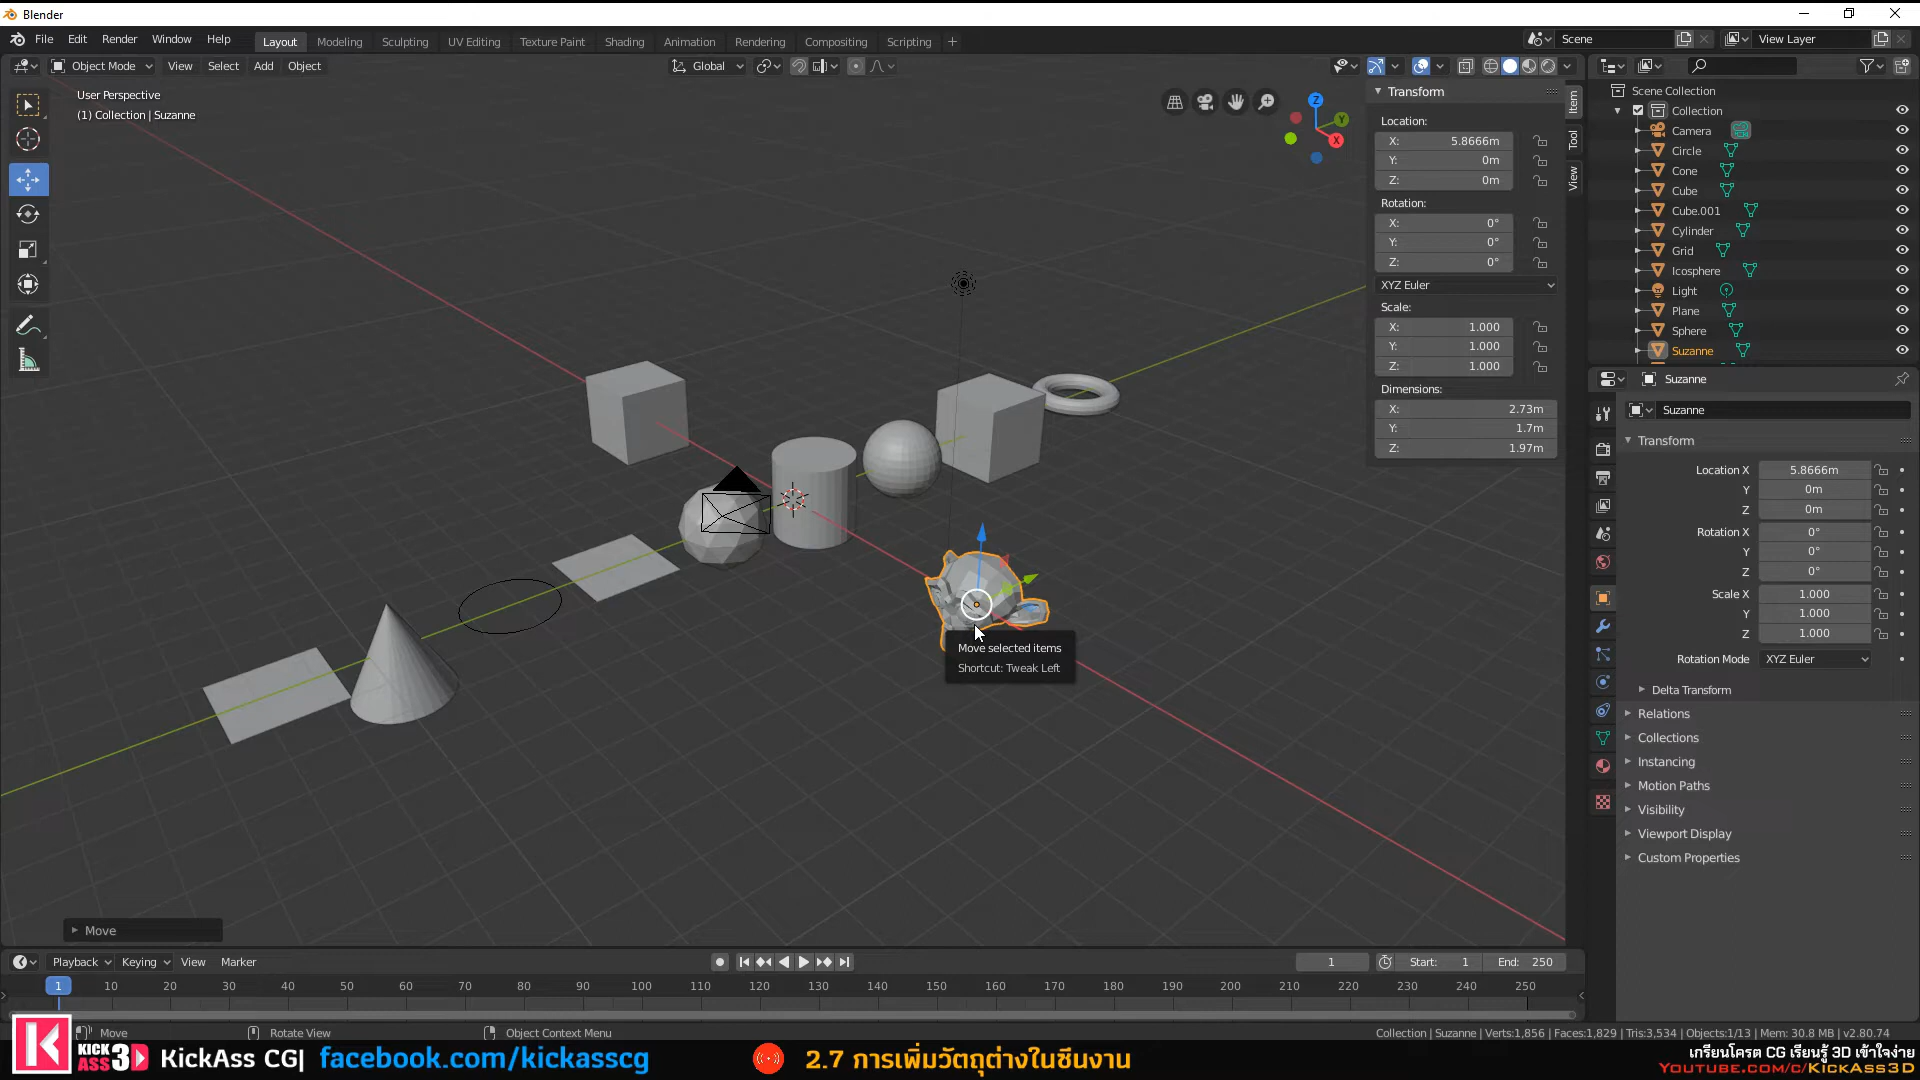 Blender
File Edit Render Window Help
Layout Modeling Sculpting UV Editing Texture Paint Shading Animation Rendering Compositing Scripting +
Scene
View Layer
Object Mode View Select Add Object
Global
User Perspective
(1) Collection | Suzanne
Z
Y
X
Transform
Location:
X: 5.8666m
Y: 0m
Z: 0m
Rotation:
X: 0°
Y: 0°
Z: 0°
XYZ Euler
Scale:
X: 1.000
Y: 1.000
Z: 1.000
Dimensions:
X: 2.73m
Y: 1.7m
Z: 1.97m
Item
Tool
View
Scene Collection
Collection
Camera
Circle
Cone
Cube
Cube.001
Cylinder
Grid
Icosphere
Light
Plane
Sphere
Suzanne
Suzanne
Suzanne
Transform
Location X 5.8666m
Y 0m
Z 0m
Rotation X 0°
Y 0°
Z 0°
Scale X 1.000
Y 1.000
Z 1.000
Rotation Mode XYZ Euler
Delta Transform
Relations
Collections
Instancing
Motion Paths
Visibility
Viewport Display
Custom Properties
Move selected items
Shortcut: Tweak Left
Move
Playback Keying View Marker
1 Start: 1 End: 250
1 10 20 30 40 50 60 70 80 90 100 110 120 130 140 150 160 170 180 190 200 210 220 230 240 250
Move Rotate View Object Context Menu
Collection | Suzanne | Verts:1,856 | Faces:1,829 | Tris:3,534 | Objects:1/13 | Mem: 30.8 MB | v2.80.74
KICK ASS 3D KickAss CG| facebook.com/kickasscg 2.7 การเพิ่มวัตถุต่างในซีนงาน
เกรียนโครต CG เรียนรู้ 3D เข้าใจง่าย
YouTube.com/c/KickAss3D